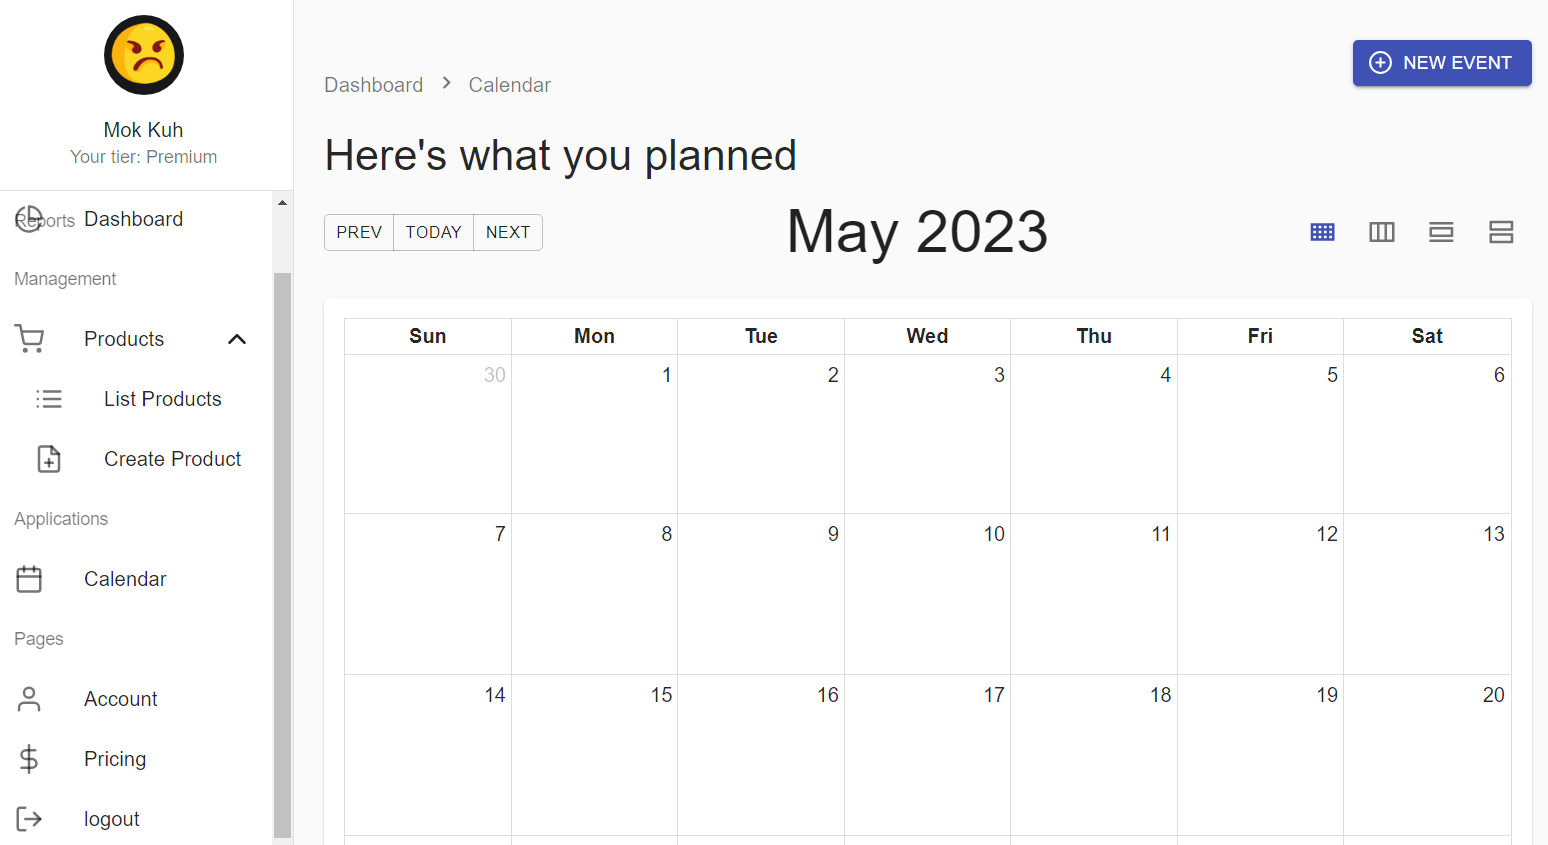 Mok Kuh
Your tier: Premium
Reports
Dashboard
Management
Products
List Products
Create Product
Applications
Calendar
Pages
Account
Pricing
logout
Dashboard > Calendar
NEW EVENT
Here's what you planned
PREV TODAY NEXT
May 2023
Sun Mon Tue Wed Thu Fri Sat
30 1 2 3 4 5 6
7 8 9 10 11 12 13
14 15 16 17 18 19 20